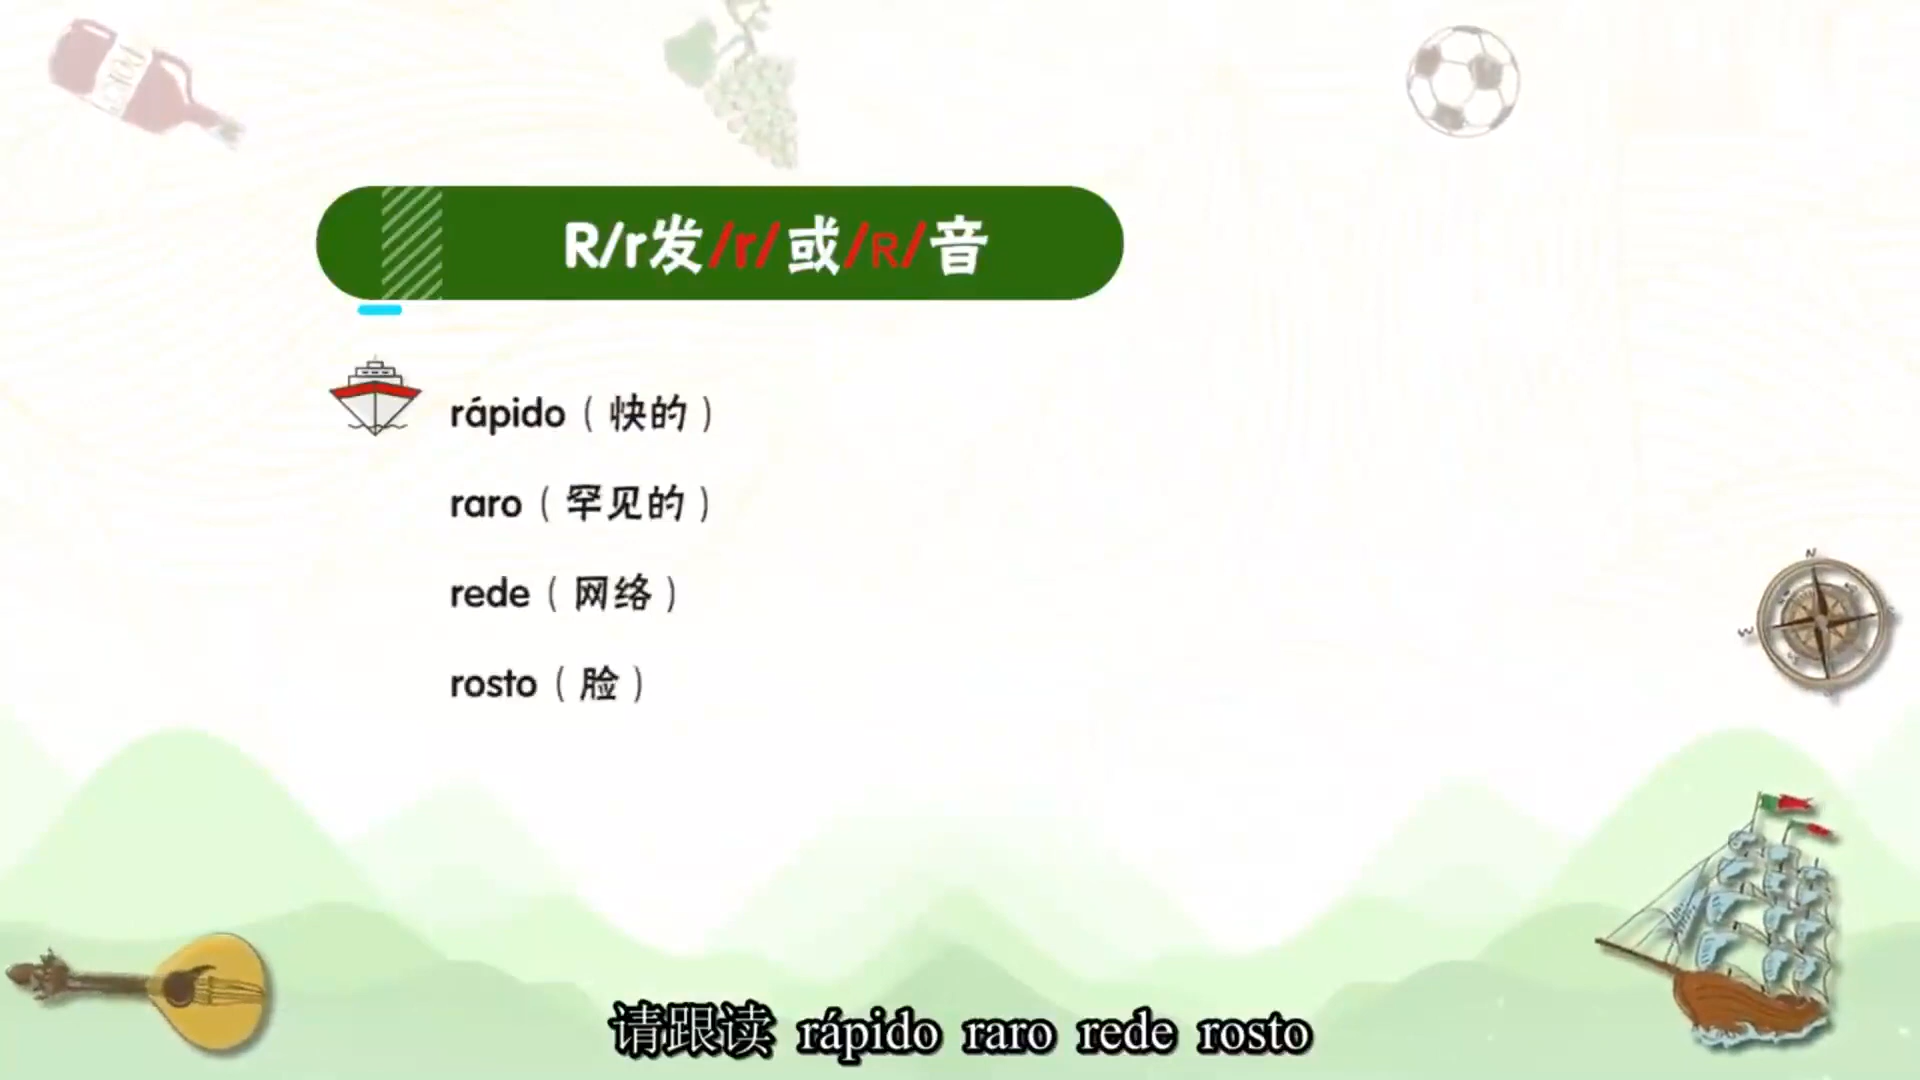 R/r发/r/或/R/音
rápido（快的）
raro（罕见的）
rede（网络）
rosto（脸）
N
W
请跟读 rápido raro rede rosto